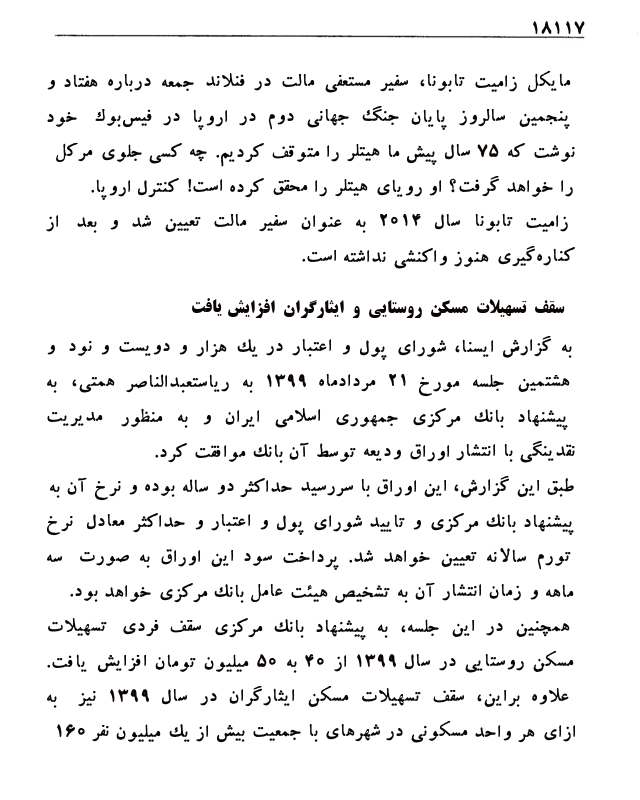 ۱۸۱۱۷
مایکل زامیت تابونا، سفیر مستعفی مالت در فنلاند جمعه درباره هفتاد و
پنجمین سالروز پایان جنگ جهانی دوم در اروپا در فیس‌بوك خود
نوشت که ۷۵ سال پیش ما هیتلر را متوقف کردیم. چه کسی جلوی مرکل
را خواهد گرفت؟ او رویای هیتلر را محقق کرده است! کنترل اروپا.
زامیت تابونا سال ۲۰۱۴ به عنوان سفیر مالت تعیین شد و بعد از
کناره‌گیری هنوز واکنشی نداشته است.
سقف تسهیلات مسکن روستایی و ایثارگران افزایش یافت
به گزارش ایسنا، شورای پول و اعتبار در یك هزار و دویست و نود و
هشتمین جلسه مورخ ۲۱ مردادماه ۱۳۹۹ به ریاستعبدالناصر همتی، به
پیشنهاد بانك مرکزی جمهوری اسلامی ایران و به منظور مدیریت
نقدینگی با انتشار اوراق ودیعه توسط آن بانك موافقت کرد.
طبق این گزارش، این اوراق با سررسید حداکثر دو ساله بوده و نرخ آن به
پیشنهاد بانك مرکزی و تایید شورای پول و اعتبار و حداکثر معادل نرخ
تورم سالانه تعیین خواهد شد. پرداخت سود این اوراق به صورت سه
ماهه و زمان انتشار آن به تشخیص هیئت عامل بانك مرکزی خواهد بود.
همچنین در این جلسه، به پیشنهاد بانك مرکزی سقف فردی تسهیلات
مسکن روستایی در سال ۱۳۹۹ از ۴۰ به ۵۰ میلیون تومان افزایش یافت.
علاوه براین، سقف تسهیلات مسکن ایثارگران در سال ۱۳۹۹ نیز به
ازای هر واحد مسکونی در شهرهای با جمعیت بیش از یك میلیون نفر ۱۶۰